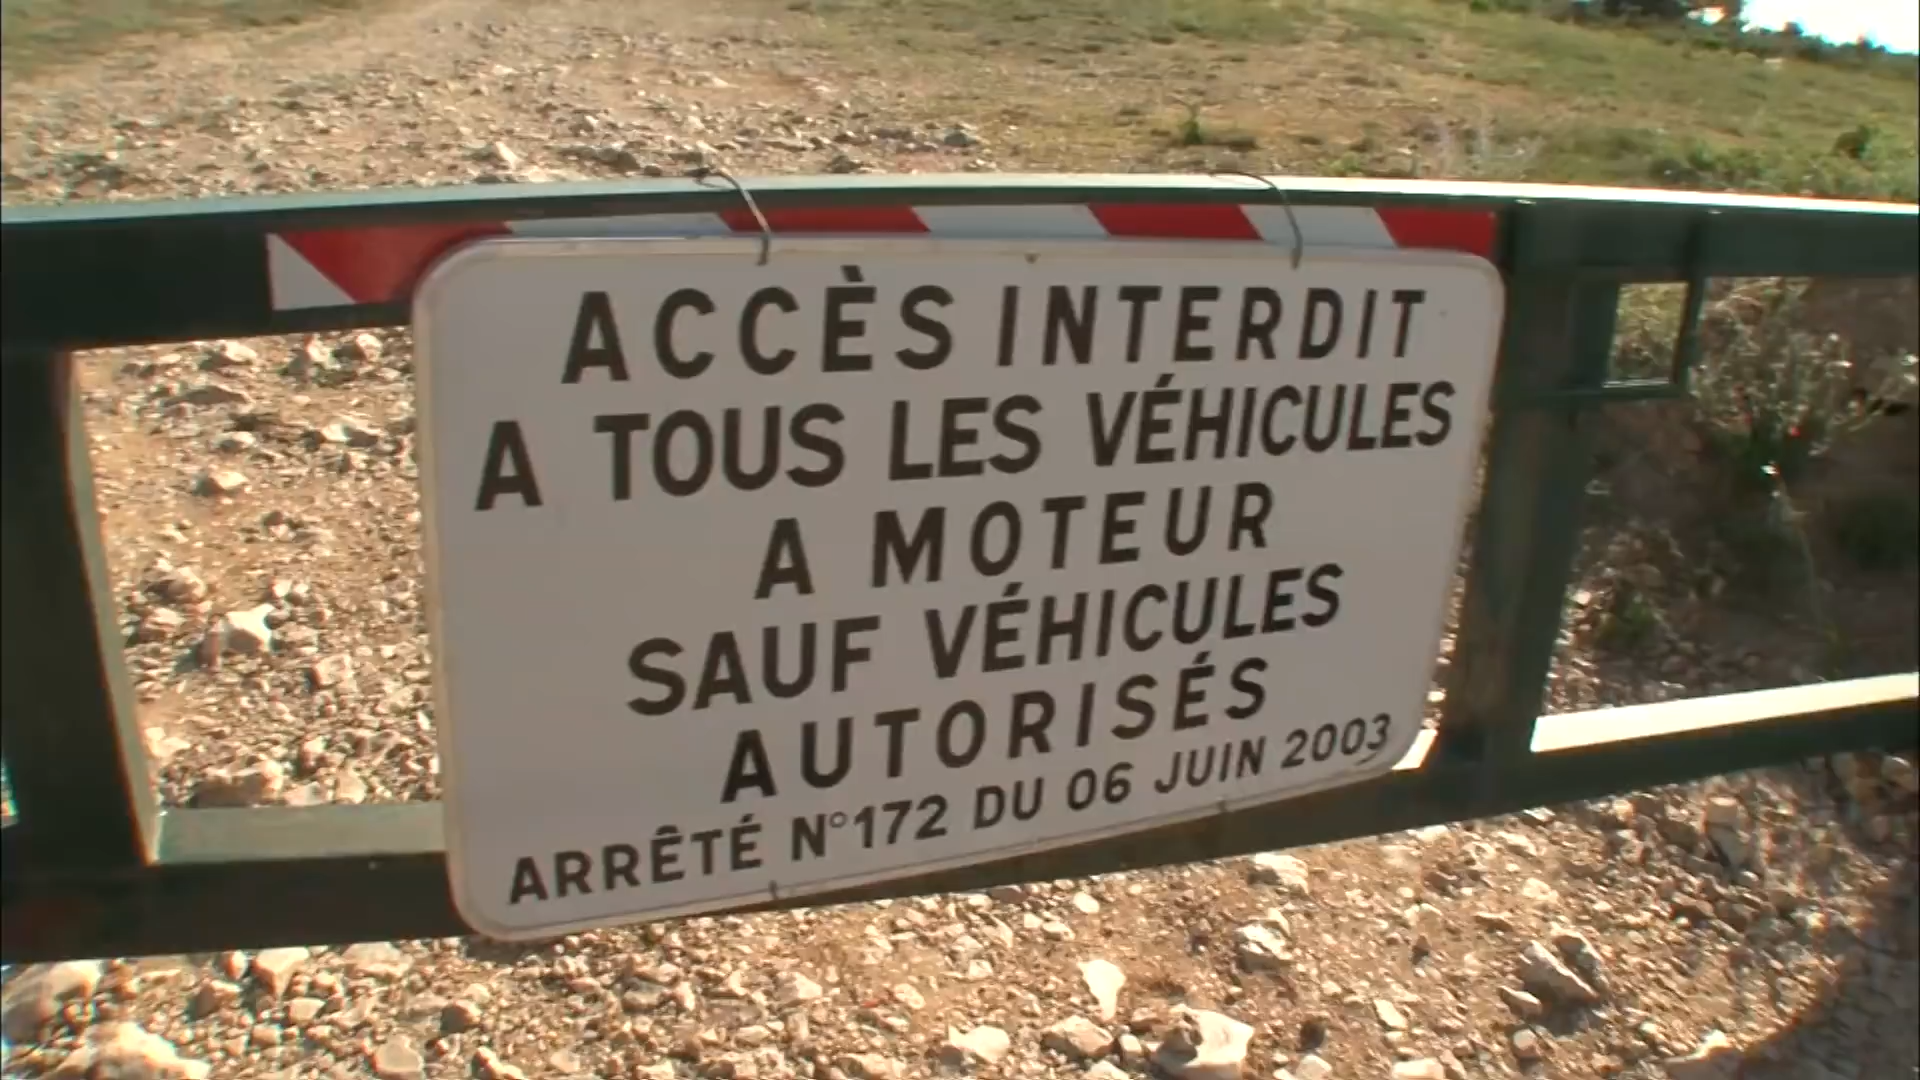 ACCÈS INTERDIT
A TOUS LES VÉHICULES
A MOTEUR
SAUF VÉHICULES
AUTORISÉS
ARRÊTÉ N°172 DU 06 JUIN 2003